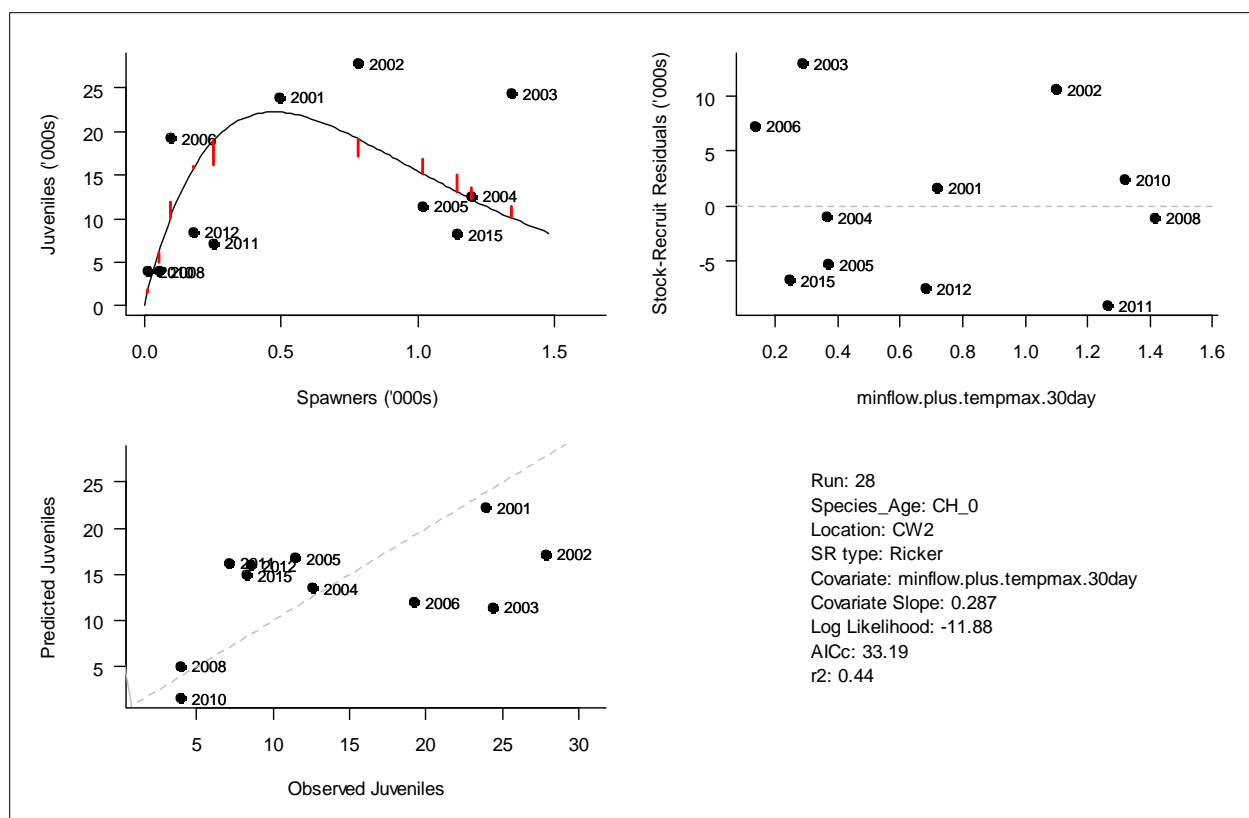 Juveniles ('000s)
25
20
15
10
5
0
2002
2001
2003
2006
2004
2005
2012
2015
2011
2010
2008
0.0 0.5 1.0 1.5
Spawners ('000s)
Stock-Recruit Residuals ('000s)
10
5
0
-5
2003
2002
2006
2010
2001
2004
2008
2005
2015
2012
2011
0.2 0.4 0.6 0.8 1.0 1.2 1.4 1.6
minflow.plus.tempmax.30day
Predicted Juveniles
25
20
15
10
5
2001
2002
2005
2011
2012
2015
2004
2006
2003
2008
2010
5 10 15 20 25 30
Observed Juveniles
Run: 28
Species_Age: CH_0
Location: CW2
SR type: Ricker
Covariate: minflow.plus.tempmax.30day
Covariate Slope: 0.287
Log Likelihood: -11.88
AICc: 33.19
r2: 0.44